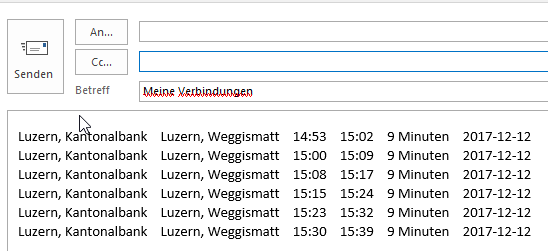 An...
Senden
Cc...
Betreff Meine Verbindungen
Luzern, Kantonalbank Luzern, Weggismatt 14:53 15:02 9 Minuten 2017-12-12
Luzern, Kantonalbank Luzern, Weggismatt 15:00 15:09 9 Minuten 2017-12-12
Luzern, Kantonalbank Luzern, Weggismatt 15:08 15:17 9 Minuten 2017-12-12
Luzern, Kantonalbank Luzern, Weggismatt 15:15 15:24 9 Minuten 2017-12-12
Luzern, Kantonalbank Luzern, Weggismatt 15:23 15:32 9 Minuten 2017-12-12
Luzern, Kantonalbank Luzern, Weggismatt 15:30 15:39 9 Minuten 2017-12-12